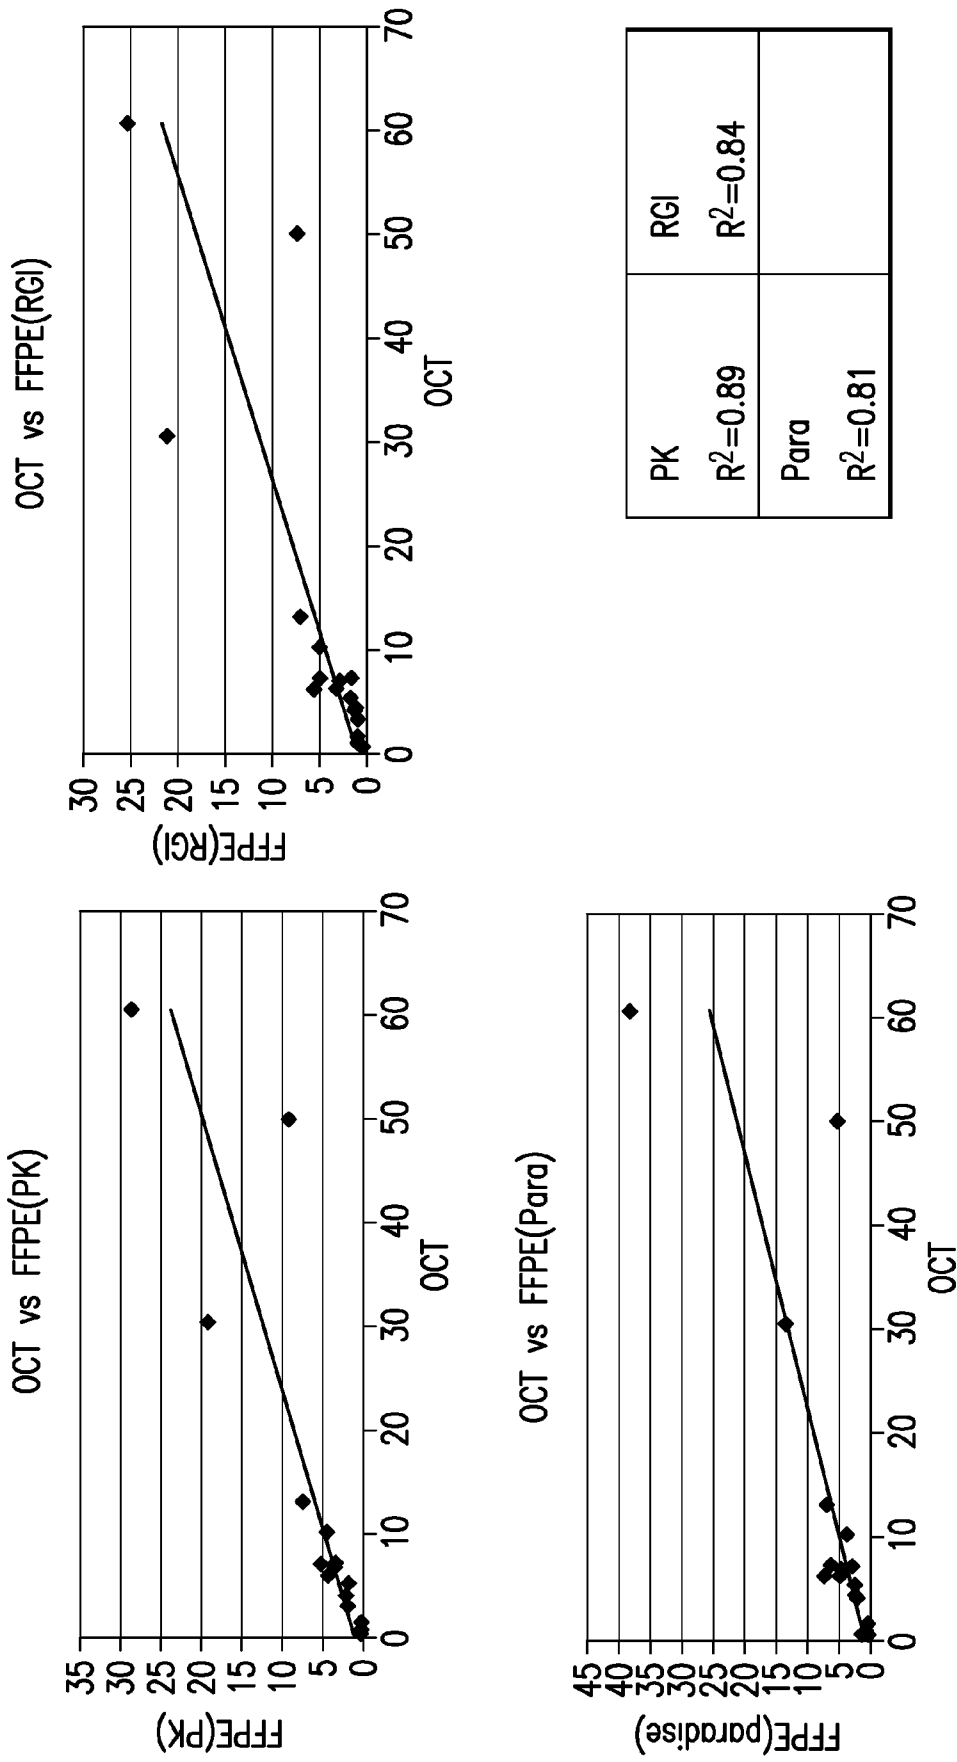 OCT vs FFPE(PK)
FFPE(PK)
35
30
25
20
15
10
5
0
0 10 20 30 40 50 60 70
OCT
OCT vs FFPE(RGI)
FFPE(RGI)
30
25
20
15
10
5
0
0 10 20 30 40 50 60 70
OCT
OCT vs FFPE(Para)
FFPE(paradise)
45
40
35
30
25
20
15
10
5
0
0 10 20 30 40 50 60 70
OCT
PK RGI
R²=0.89 R²=0.84
Para
R²=0.81